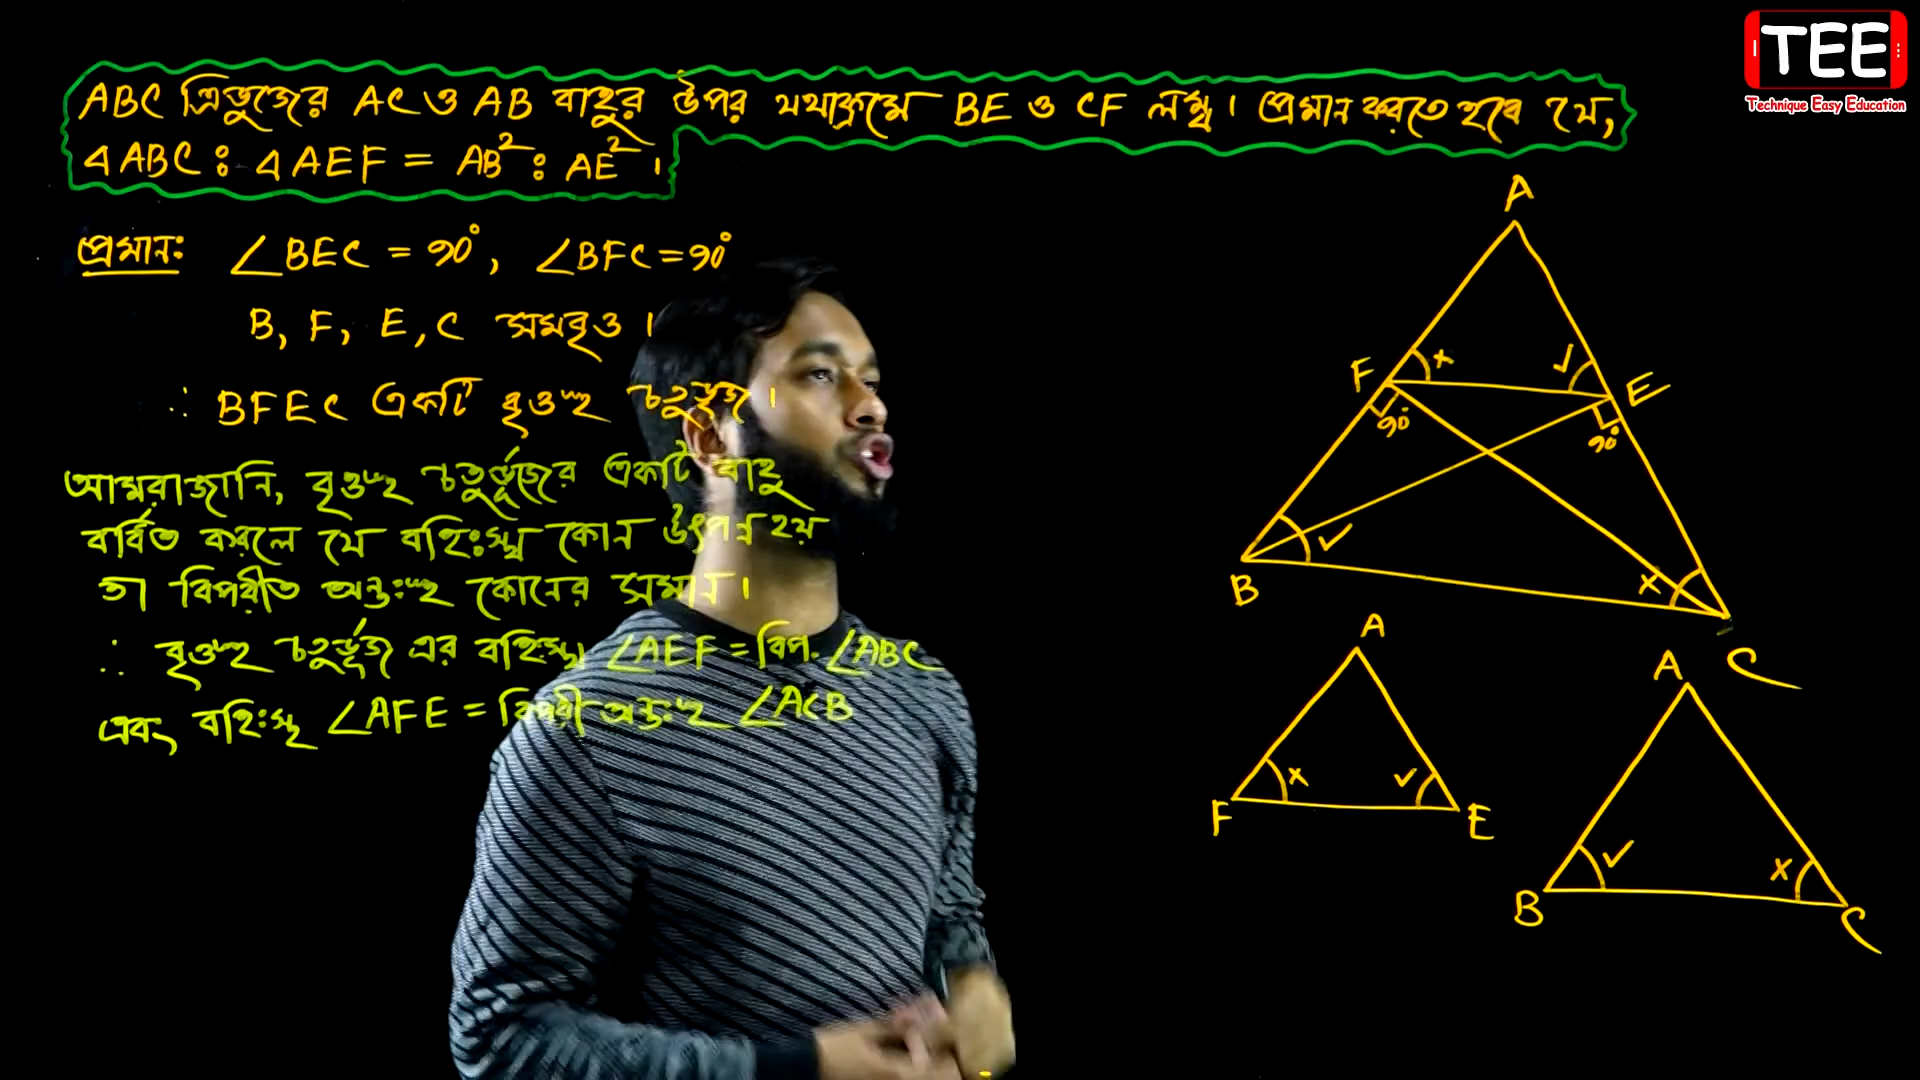 TEE
Technique Easy Education
ABC ত্রিভুজের AC ও AB বাহুর উপর যথাক্রমে BE ও CF লম্ব। প্রমান করতে হবে যে,
△ABC : △AEF = AB² : AE² ।
প্রমান: ∠BEC = 90°, ∠BFC = 90°
B, F, E, C সমবৃত্ত ।
∴ BFEC একটি বৃত্তস্থ চতুর্ভূজ ।
আমরা জানি, বৃত্তস্থ চতুর্ভূজের একটি বাহু
বর্ধিত করলে যে বহিঃস্থ কোন উৎপন্ন হয়
তা বিপরীত অন্তঃস্থ কোনের সমান ।
∴ বৃত্তস্থ চতুর্ভূজ এর বহিঃস্থ ∠AEF = বিপ. ∠ABC
এবং বহিঃস্থ ∠AFE = বিপরী অন্তঃস্থ ∠ACB
A
F x ✓ E
90° 90°
B ✓ x C
A
F x ✓ E
A
B ✓ x C